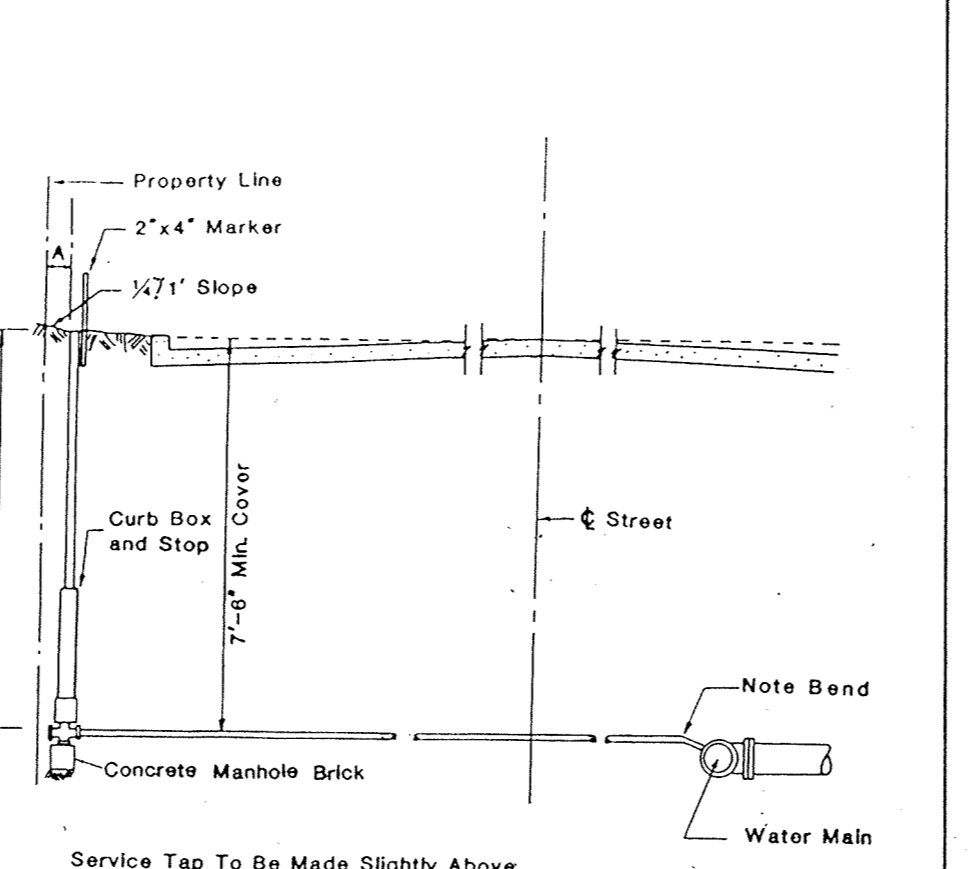 Property Line
2"x4" Marker
A
1/4"/1' Slope
Curb Box
and Stop
7'-6" Min. Cover
℄ Street
Note Bend
Concrete Manhole Brick
Water Main
Service Tap To Be Made Slightly Above